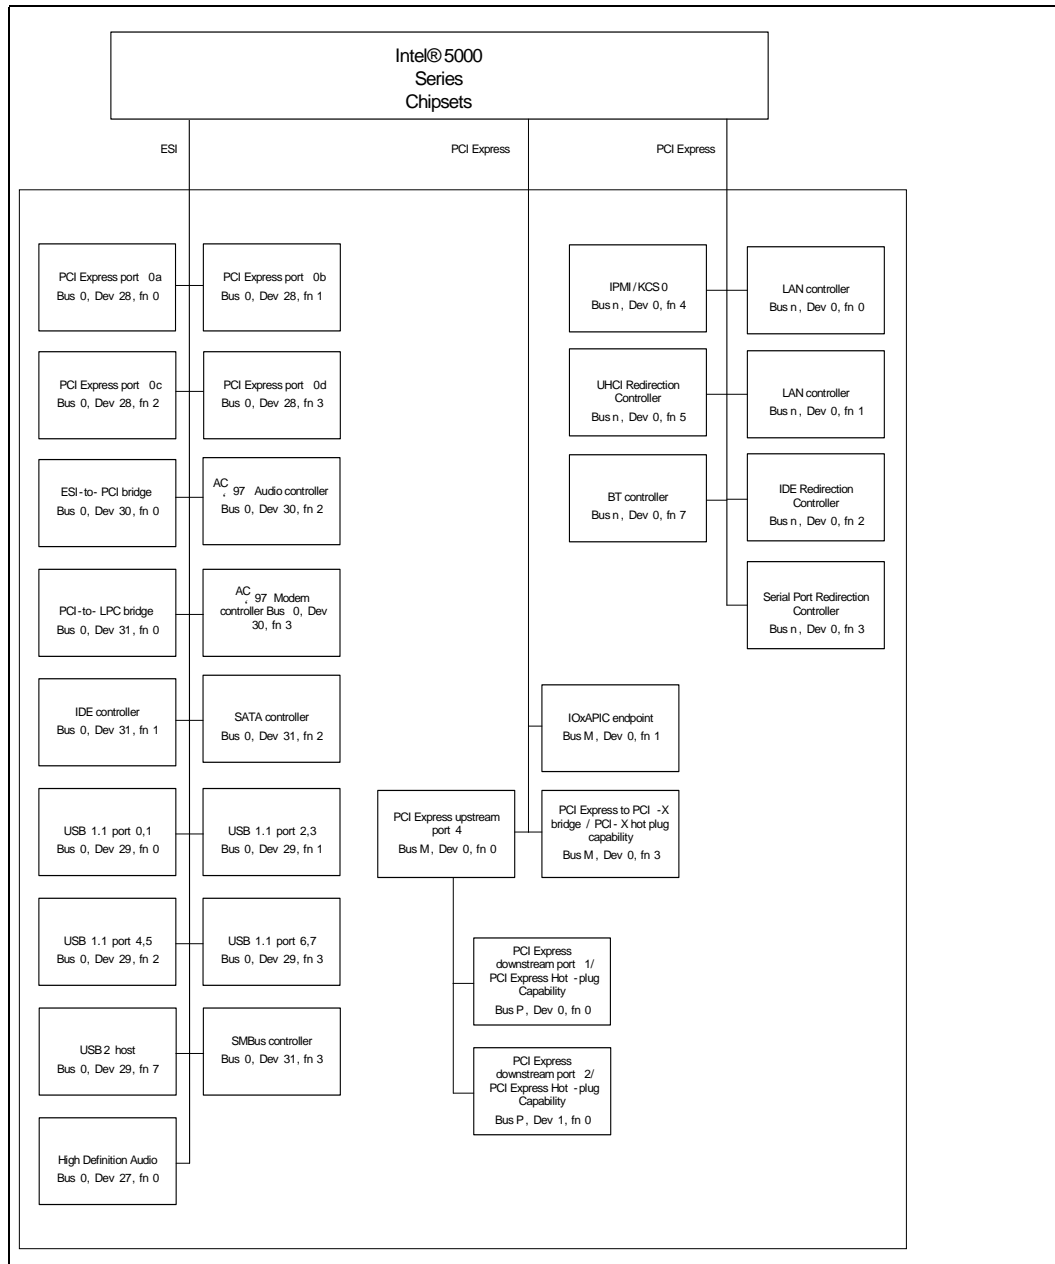 Intel® 5000
Series
Chipsets
ESI
PCI Express
PCI Express
PCI Express port 0a
Bus 0, Dev 28, fn 0
PCI Express port 0b
Bus 0, Dev 28, fn 1
PCI Express port 0c
Bus 0, Dev 28, fn 2
PCI Express port 0d
Bus 0, Dev 28, fn 3
ESI-to-PCI bridge
Bus 0, Dev 30, fn 0
AC ‘97 Audio controller
Bus 0, Dev 30, fn 2
PCI-to-LPC bridge
Bus 0, Dev 31, fn 0
AC ‘97 Modem
controller Bus 0, Dev
30, fn 3
IDE controller
Bus 0, Dev 31, fn 1
SATA controller
Bus 0, Dev 31, fn 2
USB 1.1 port 0,1
Bus 0, Dev 29, fn 0
USB 1.1 port 2,3
Bus 0, Dev 29, fn 1
USB 1.1 port 4,5
Bus 0, Dev 29, fn 2
USB 1.1 port 6,7
Bus 0, Dev 29, fn 3
USB2 host
Bus 0, Dev 29, fn 7
SMBus controller
Bus 0, Dev 31, fn 3
High Definition Audio
Bus 0, Dev 27, fn 0
IPMI/KCS 0
Bus n, Dev 0, fn 4
LAN controller
Bus n, Dev 0, fn 0
UHCI Redirection
Controller
Bus n, Dev 0, fn 5
LAN controller
Bus n, Dev 0, fn 1
BT controller
Bus n, Dev 0, fn 7
IDE Redirection
Controller
Bus n, Dev 0, fn 2
Serial Port Redirection
Controller
Bus n, Dev 0, fn 3
IOxAPIC endpoint
Bus M, Dev 0, fn 1
PCI Express upstream
port 4
Bus M, Dev 0, fn 0
PCI Express to PCI -X
bridge / PCI- X hot plug
capability
Bus M, Dev 0, fn 3
PCI Express
downstream port 1/
PCI Express Hot -plug
Capability
Bus P, Dev 0, fn 0
PCI Express
downstream port 2/
PCI Express Hot -plug
Capability
Bus P, Dev 1, fn 0